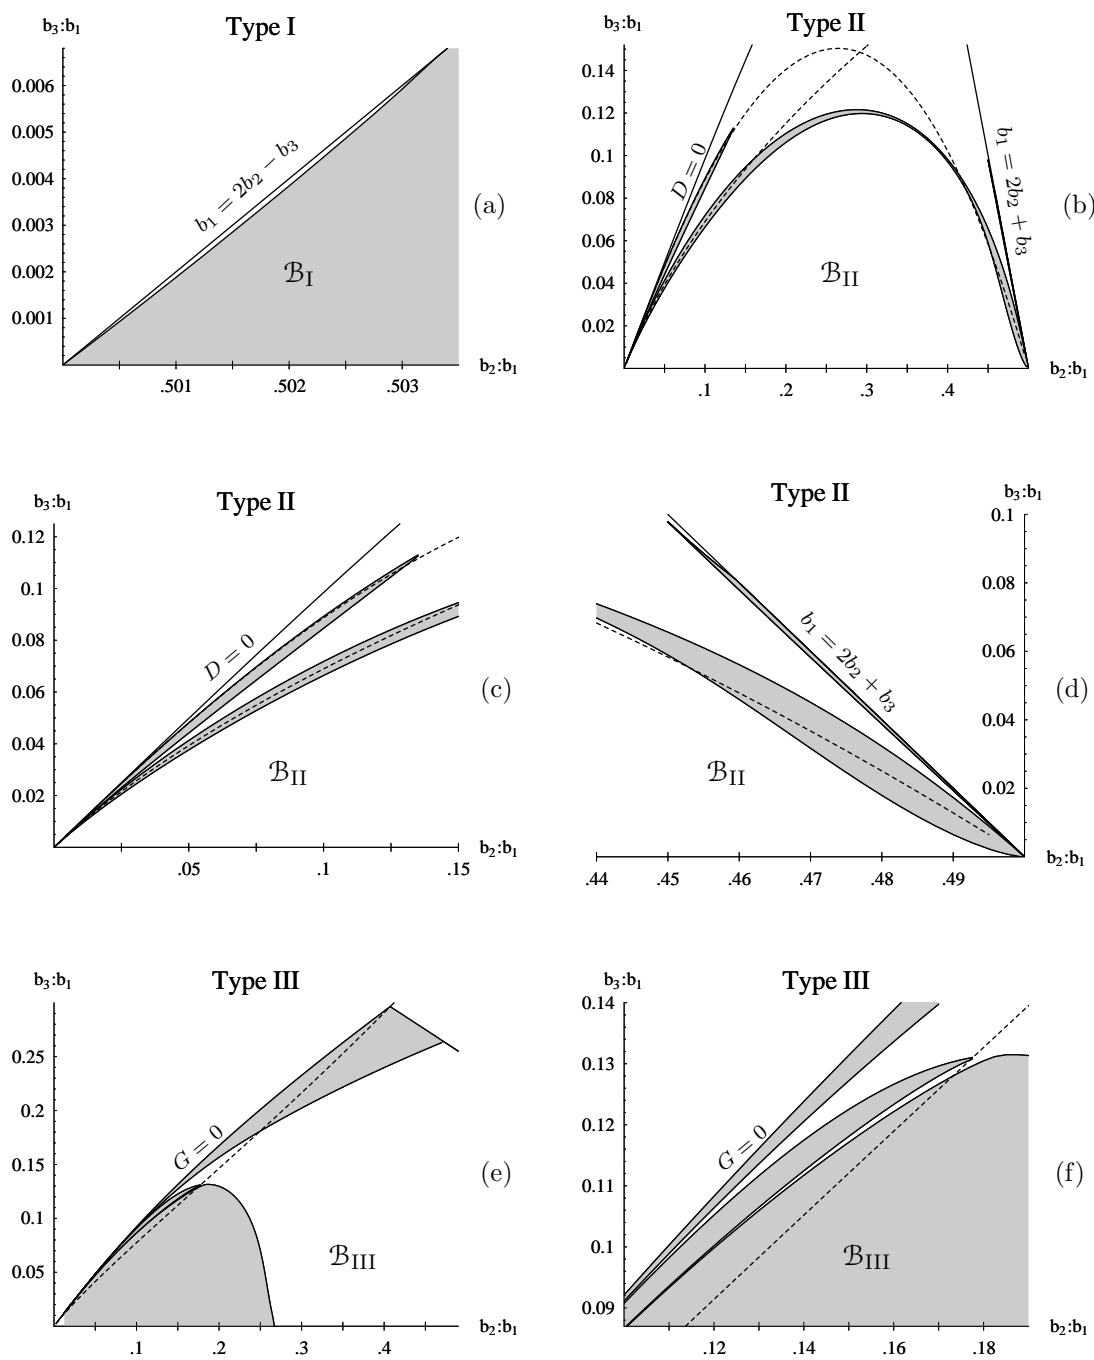 b₃:b₁
Type I
0.006
0.005
0.004
0.003
0.002
0.001
b₁ = 2b₂ − b₃
ℬ_I
(a)
.501
.502
.503
b₂:b₁
b₃:b₁
Type II
0.14
0.12
0.1
0.08
0.06
0.04
0.02
D = 0
b₁ = 2b₂ + b₃
ℬ_II
(b)
.1
.2
.3
.4
b₂:b₁
b₃:b₁
Type II
0.12
0.1
0.08
0.06
0.04
0.02
D = 0
ℬ_II
(c)
.05
.1
.15
b₂:b₁
Type II
b₃:b₁
0.1
0.08
0.06
0.04
0.02
b₁ = 2b₂ + b₃
ℬ_II
(d)
.44
.45
.46
.47
.48
.49
b₂:b₁
b₃:b₁
Type III
0.25
0.2
0.15
0.1
0.05
G = 0
ℬ_III
(e)
.1
.2
.3
.4
b₂:b₁
b₃:b₁
Type III
0.14
0.13
0.12
0.11
0.1
0.09
G = 0
ℬ_III
(f)
.12
.14
.16
.18
b₂:b₁